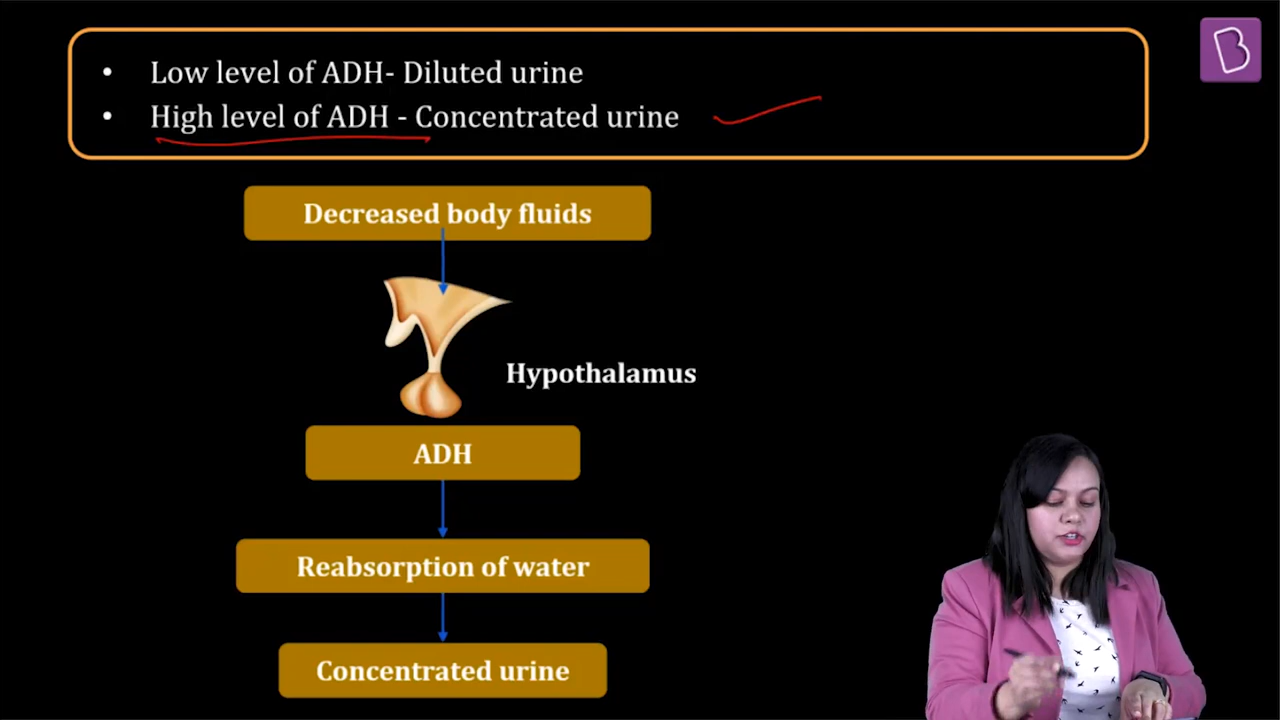 • Low level of ADH- Diluted urine
• High level of ADH - Concentrated urine
Decreased body fluids
Hypothalamus
ADH
Reabsorption of water
Concentrated urine